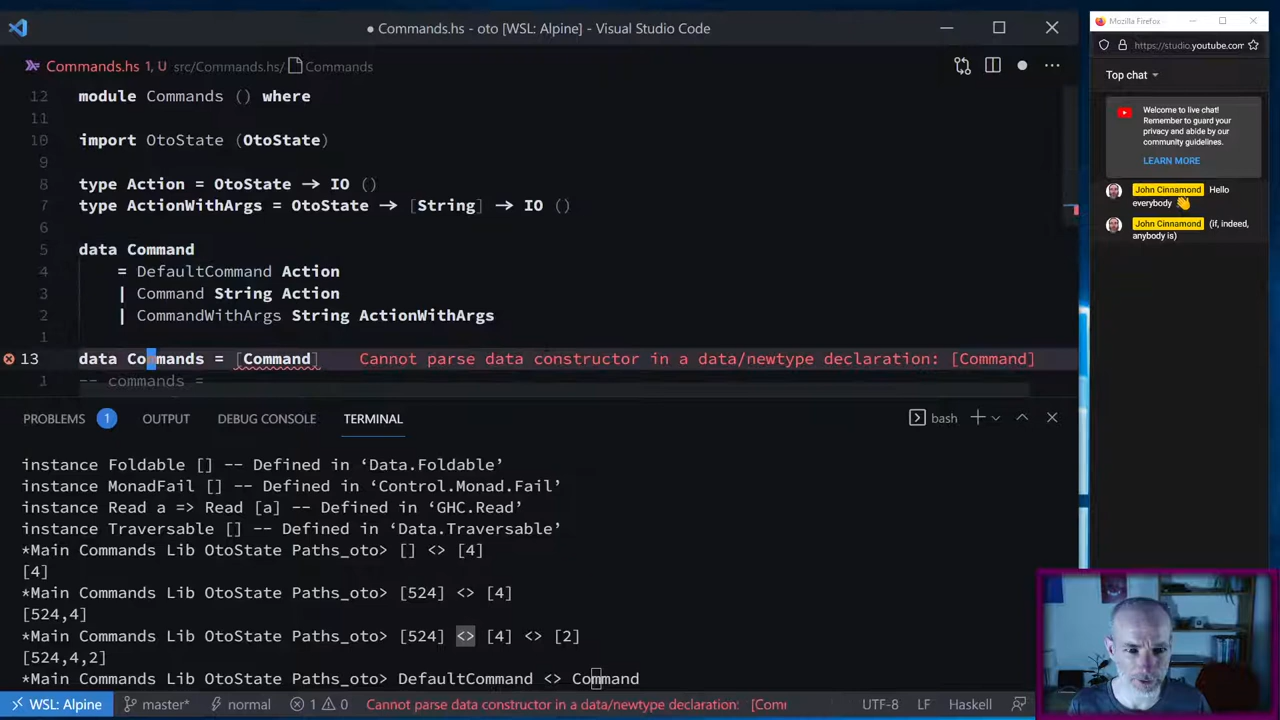 ● Commands.hs - oto [WSL: Alpine] - Visual Studio Code
Commands.hs 1, U src/Commands.hs/ Commands
12 module Commands () where
11
10 import OtoState (OtoState)
9
8 type Action = OtoState → IO ()
7 type ActionWithArgs = OtoState → [String] → IO ()
6
5 data Command
4 = DefaultCommand Action
3 | Command String Action
2 | CommandWithArgs String ActionWithArgs
1
13 data Commands = [Command] Cannot parse data constructor in a data/newtype declaration: [Command]
1 -- commands =
PROBLEMS 1 OUTPUT DEBUG CONSOLE TERMINAL bash
instance Foldable [] -- Defined in ‘Data.Foldable’
instance MonadFail [] -- Defined in ‘Control.Monad.Fail’
instance Read a => Read [a] -- Defined in ‘GHC.Read’
instance Traversable [] -- Defined in ‘Data.Traversable’
*Main Commands Lib OtoState Paths_oto> [] <> [4]
[4]
*Main Commands Lib OtoState Paths_oto> [524] <> [4]
[524,4]
*Main Commands Lib OtoState Paths_oto> [524] <> [4] <> [2]
[524,4,2]
*Main Commands Lib OtoState Paths_oto> DefaultCommand <> Command
WSL: Alpine master* normal 1 0 Cannot parse data constructor in a data/newtype declaration: [Comm UTF-8 LF Haskell
Mozilla Firefox
https://studio.youtube.com
Top chat
Welcome to live chat!
Remember to guard your
privacy and abide by our
community guidelines.
LEARN MORE
John Cinnamond Hello
everybody 👋
John Cinnamond (if, indeed,
anybody is)